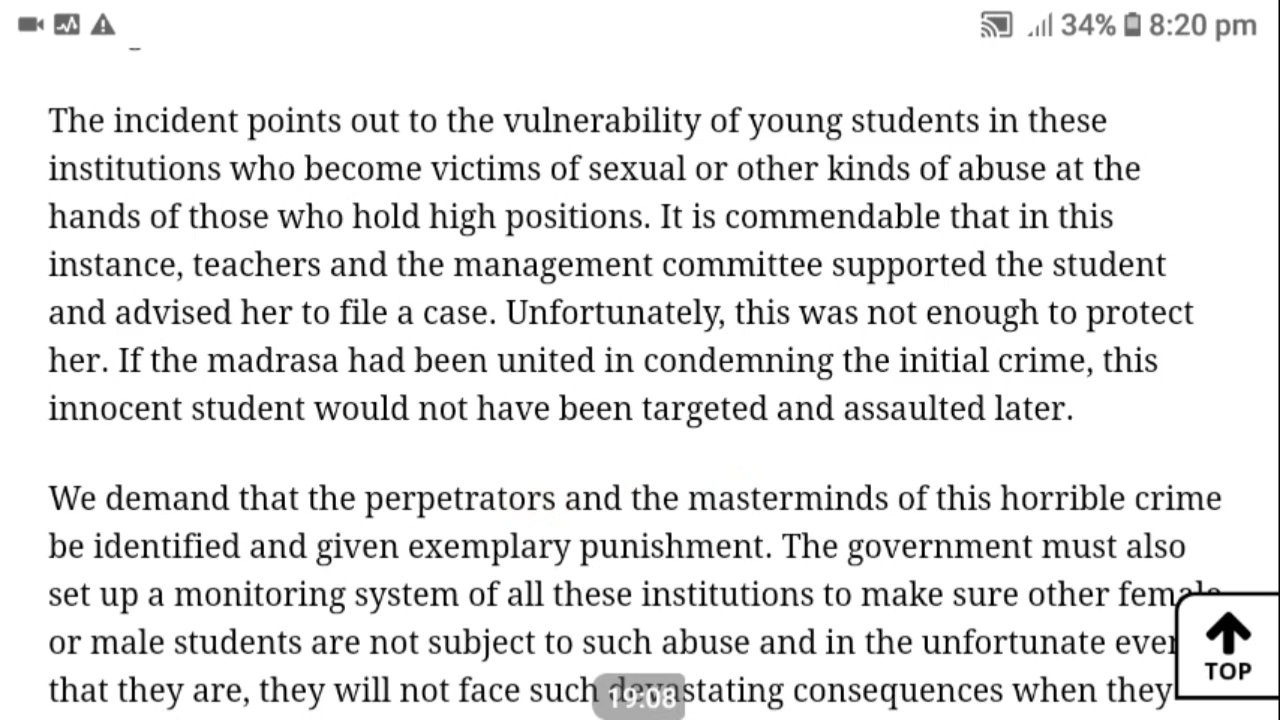 34% 8:20 pm
The incident points out to the vulnerability of young students in these
institutions who become victims of sexual or other kinds of abuse at the
hands of those who hold high positions. It is commendable that in this
instance, teachers and the management committee supported the student
and advised her to file a case. Unfortunately, this was not enough to protect
her. If the madrasa had been united in condemning the initial crime, this
innocent student would not have been targeted and assaulted later.
We demand that the perpetrators and the masterminds of this horrible crime
be identified and given exemplary punishment. The government must also
set up a monitoring system of all these institutions to make sure other female
or male students are not subject to such abuse and in the unfortunate
that they are, they will not face such devastating consequences when they
TOP
19:08